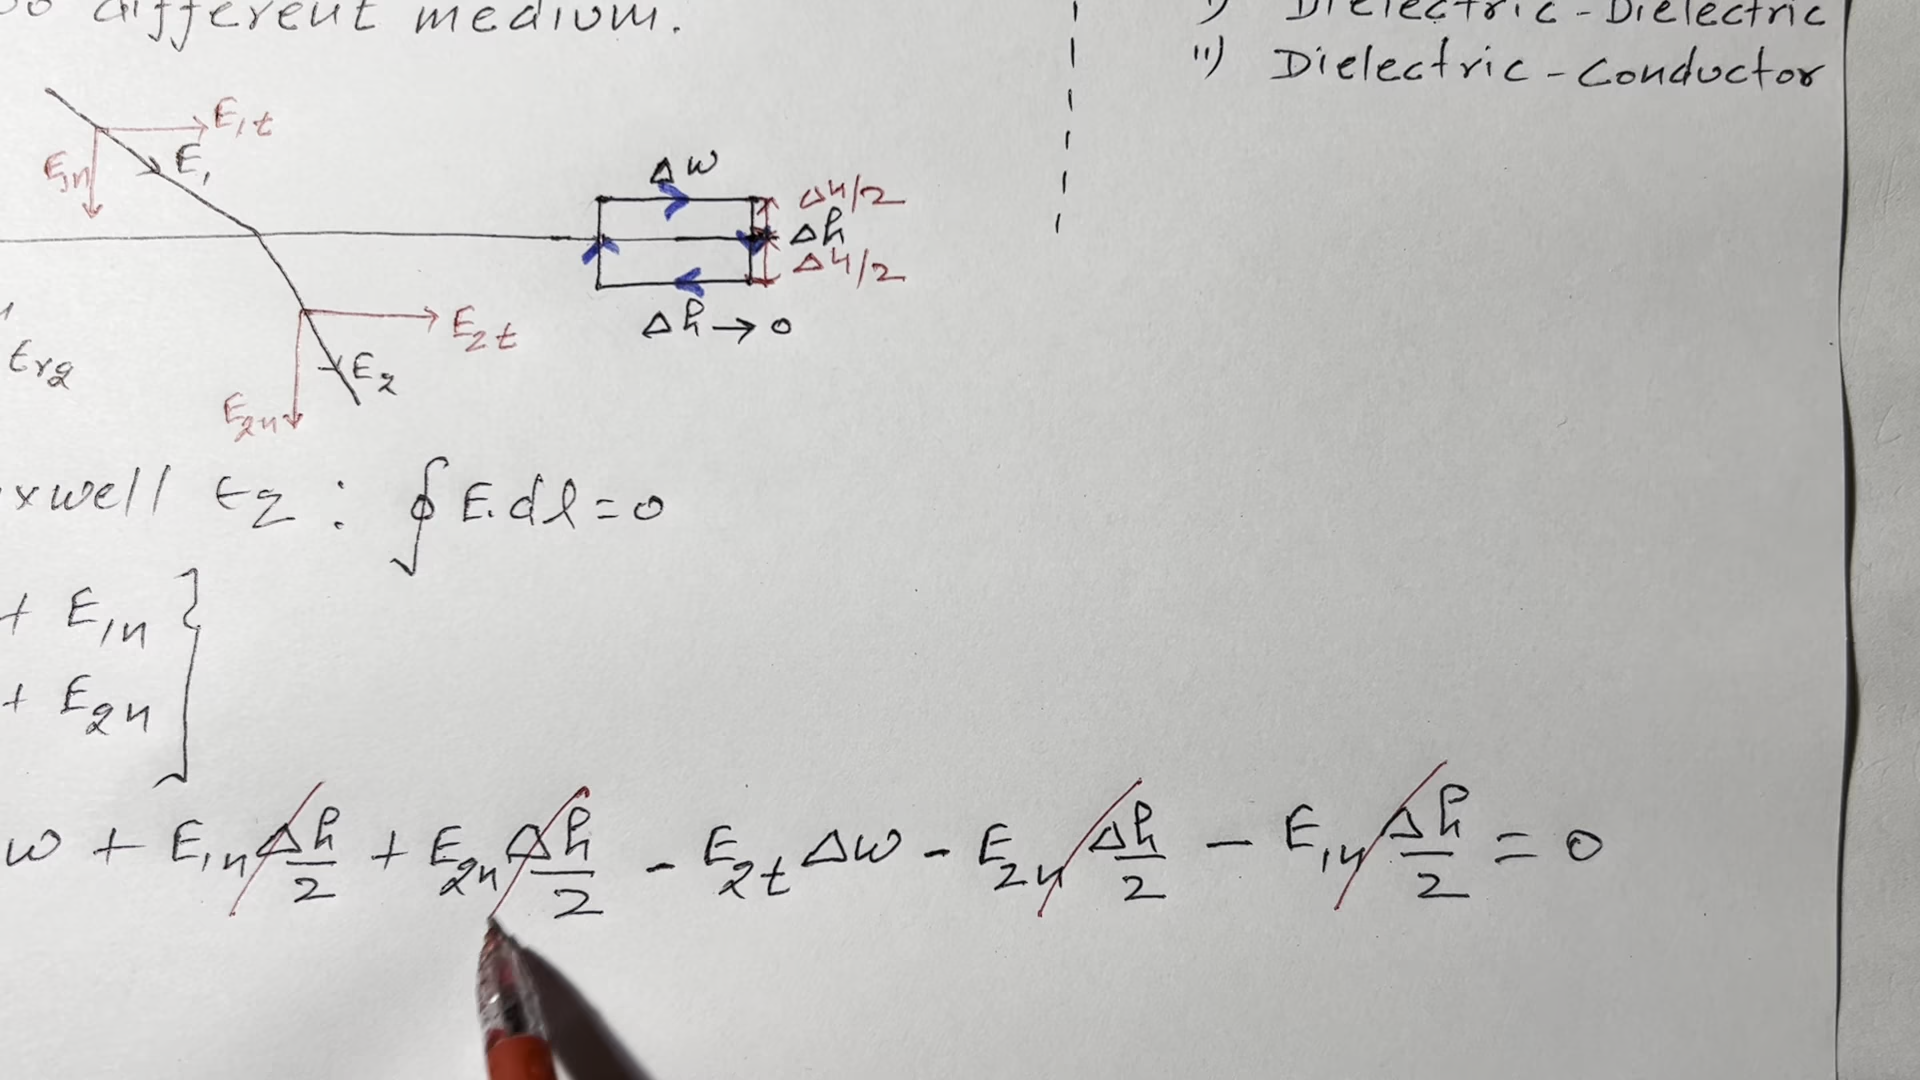 different medium.
Dielectric - Dielectric
ii) Dielectric - Conductor
E1t
E1n
E1
Δw
Δh/2
Δh
Δh/2
Δh → 0
E2t
E2
E2n
εr2
xwell Eq : ∮ E. dl = 0
+ E1n }
+ E2n
w + E1n Δh/2 + E2n Δh/2 - E2t Δw - E2n Δh/2 - E1n Δh/2 = 0